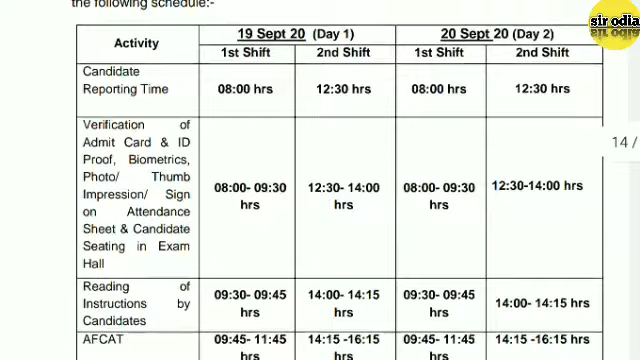 the following schedule:-
sir odia
Activity
19 Sept 20 (Day 1)
20 Sept 20 (Day 2)
1st Shift
2nd Shift
1st Shift
2nd Shift
Candidate
Reporting Time
08:00 hrs
12:30 hrs
08:00 hrs
12:30 hrs
Verification of
Admit Card & ID
Proof, Biometrics,
Photo/ Thumb
Impression/ Sign
on Attendance
Sheet & Candidate
Seating in Exam
Hall
08:00- 09:30
hrs
12:30- 14:00
hrs
08:00- 09:30
hrs
12:30-14:00 hrs
14 /
Reading of
Instructions by
Candidates
09:30- 09:45
hrs
14:00- 14:15
hrs
09:30- 09:45
hrs
14:00- 14:15 hrs
AFCAT
09:45- 11:45
hrs
14:15 -16:15
hrs
09:45- 11:45
hrs
14:15 -16:15 hrs